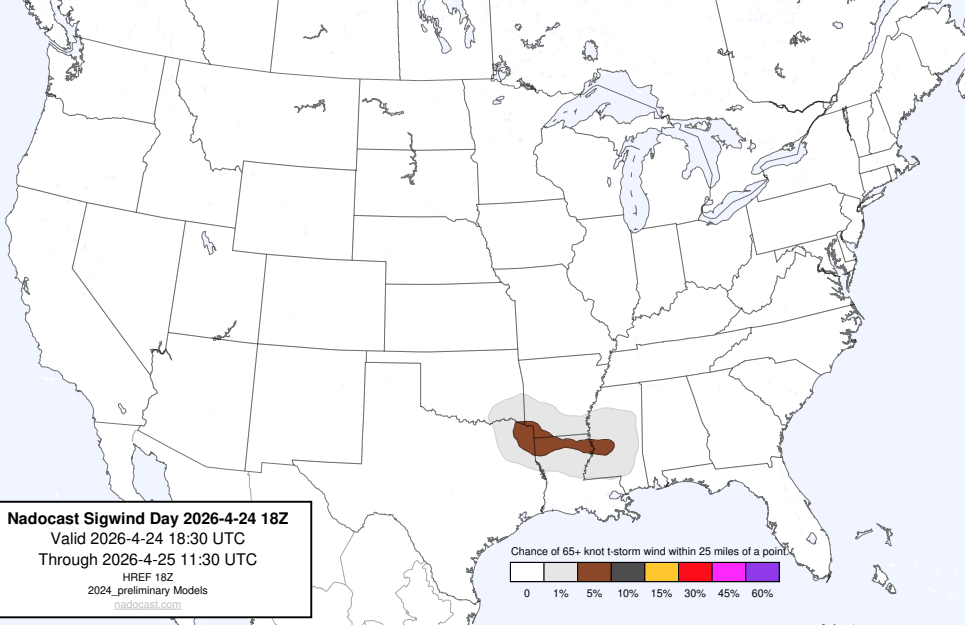 Nadocast Sigwind Day 2026-4-24 18Z
Valid 2026-4-24 18:30 UTC
Through 2026-4-25 11:30 UTC
HREF 18Z
2024_preliminary Models
nadocast.com
Chance of 65+ knot t-storm wind within 25 miles of a point.
0 1% 5% 10% 15% 30% 45% 60%